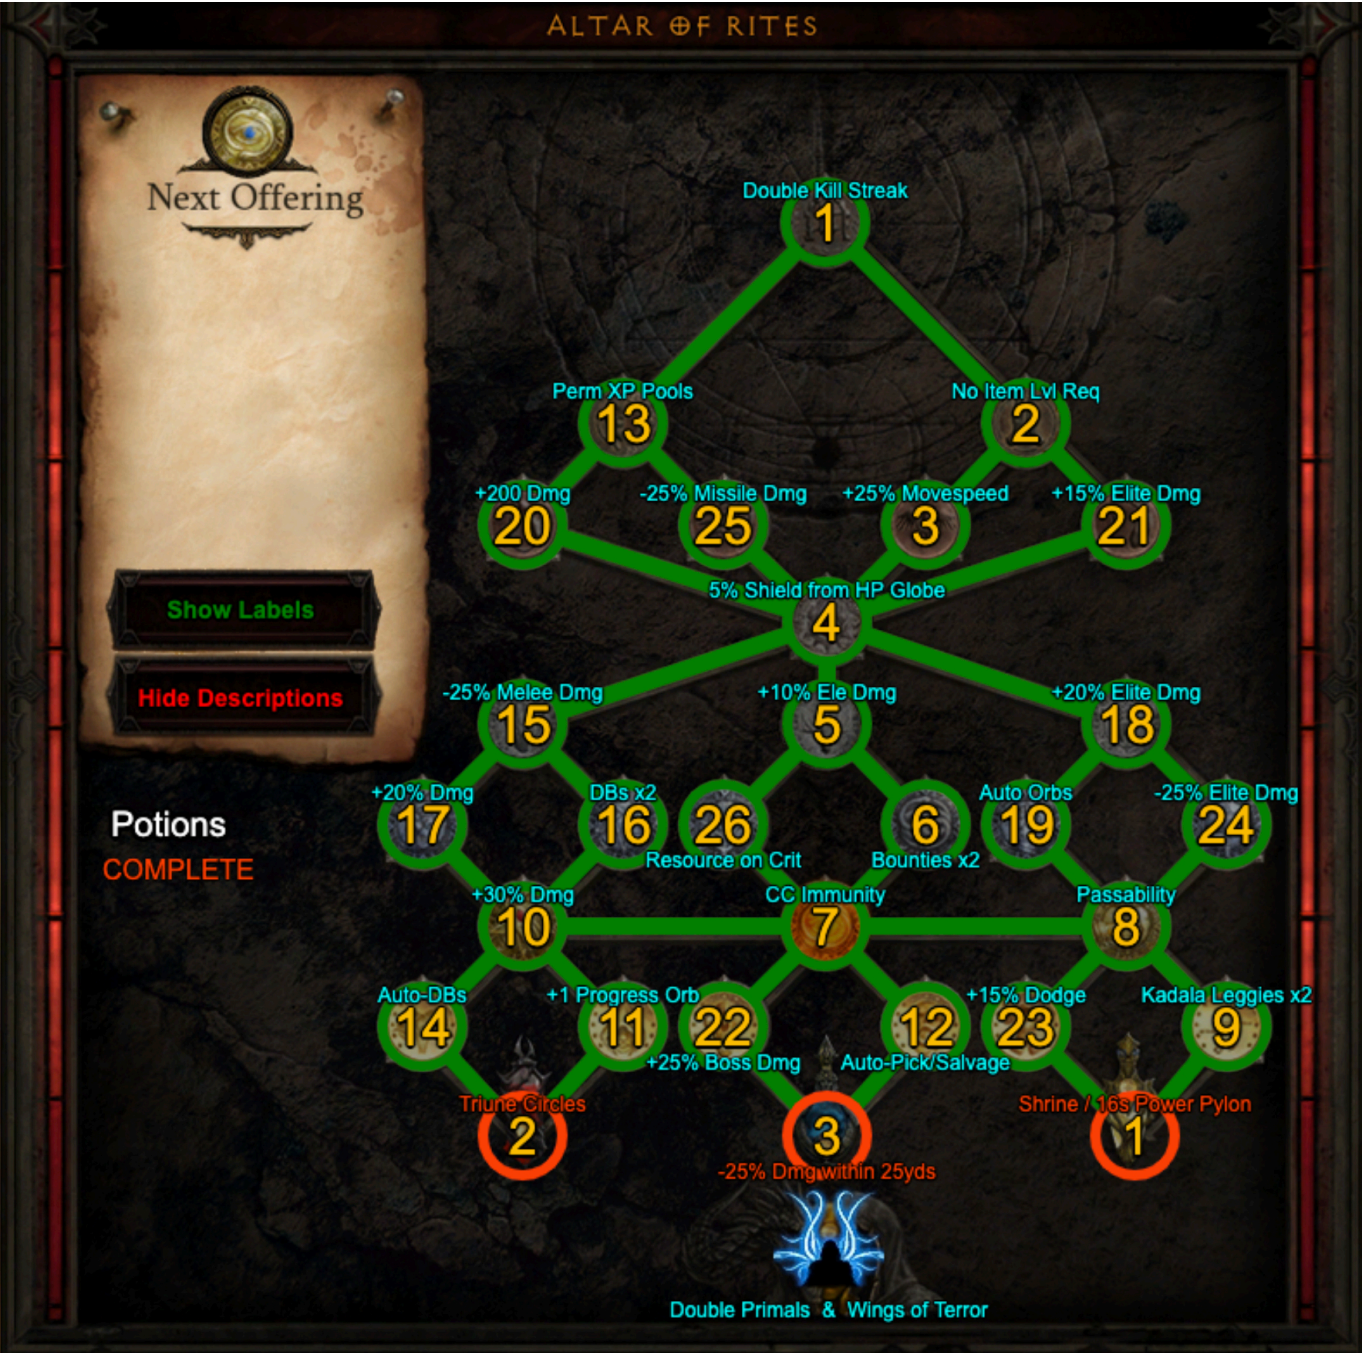 ALTAR OF RITES
Next Offering
Show Labels
Hide Descriptions
Potions
COMPLETE
Double Kill Streak
1
Perm XP Pools
13
No Item Lvl Req
2
+200 Dmg
20
-25% Missile Dmg
25
+25% Movespeed
3
+15% Elite Dmg
21
5% Shield from HP Globe
4
-25% Melee Dmg
15
+10% Ele Dmg
5
+20% Elite Dmg
18
+20% Dmg
17
DBs x2
16
26
Resource on Crit
6
Bounties x2
Auto Orbs
19
-25% Elite Dmg
24
+30% Dmg
10
CC Immunity
7
Passability
8
Auto-DBs
14
+1 Progress Orb
11
22
+25% Boss Dmg
12
Auto-Pick/Salvage
+15% Dodge
23
Kadala Leggies x2
9
Triune Circles
2
3
-25% Dmg within 25yds
Shrine / 16s Power Pylon
1
Double Primals & Wings of Terror